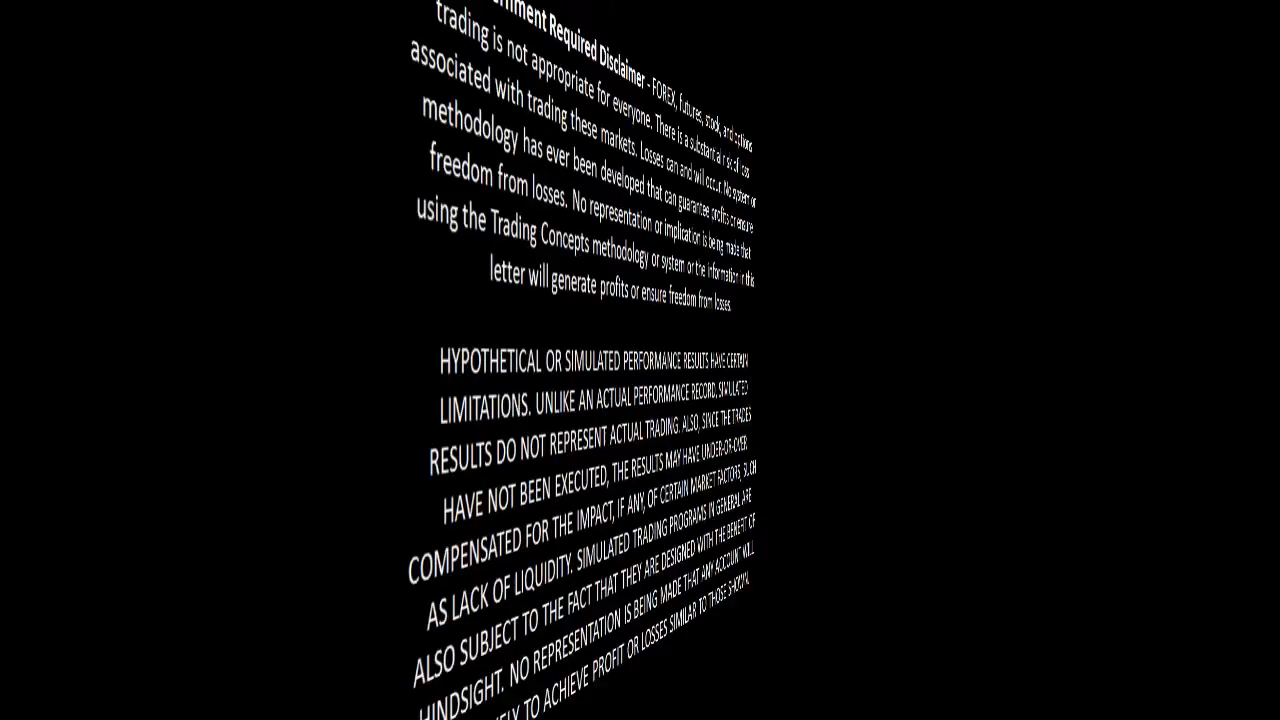 Required Disclaimer - FOREX, futures, stock, and options
trading is not appropriate for everyone. There is a substantial risk of loss
associated with trading these markets. Losses can and will occur. No system or
methodology has ever been developed that can guarantee profits or ensure
freedom from losses. No representation or implication is being made that
using the Trading Concepts methodology or system or the information in this
letter will generate profits or ensure freedom from losses.
HYPOTHETICAL OR SIMULATED PERFORMANCE RESULTS HAVE CERTAIN
LIMITATIONS. UNLIKE AN ACTUAL PERFORMANCE RECORD, SIMULATED
RESULTS DO NOT REPRESENT ACTUAL TRADING. ALSO, SINCE THE TRADES
HAVE NOT BEEN EXECUTED, THE RESULTS MAY HAVE UNDER-OR-OVER
COMPENSATED FOR THE IMPACT, IF ANY, OF CERTAIN MARKET FACTORS, SUCH
AS LACK OF LIQUIDITY. SIMULATED TRADING PROGRAMS IN GENERAL ARE
ALSO SUBJECT TO THE FACT THAT THEY ARE DESIGNED WITH THE BENEFIT OF
HINDSIGHT. NO REPRESENTATION IS BEING MADE THAT ANY ACCOUNT WILL
TO ACHIEVE PROFIT OR LOSSES SIMILAR TO THOSE SHOWN.